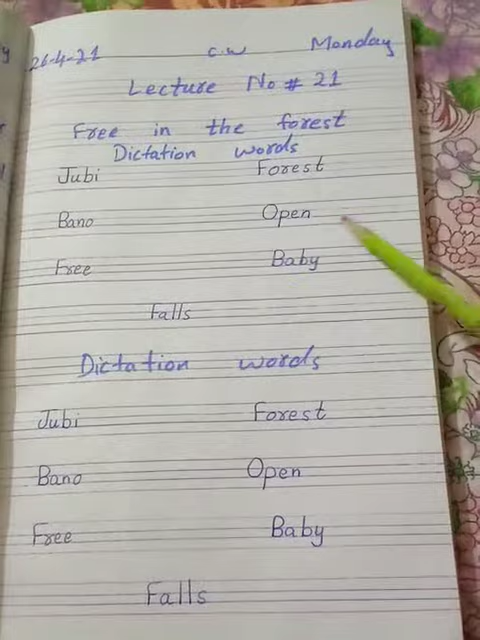 26-4-21 C.W Monday
Lecture No # 21
Free in the forest
Dictation words
Jubi Forest
Bano Open
Free Baby
Falls
Dictation words
Jubi Forest
Bano Open
Free Baby
Falls